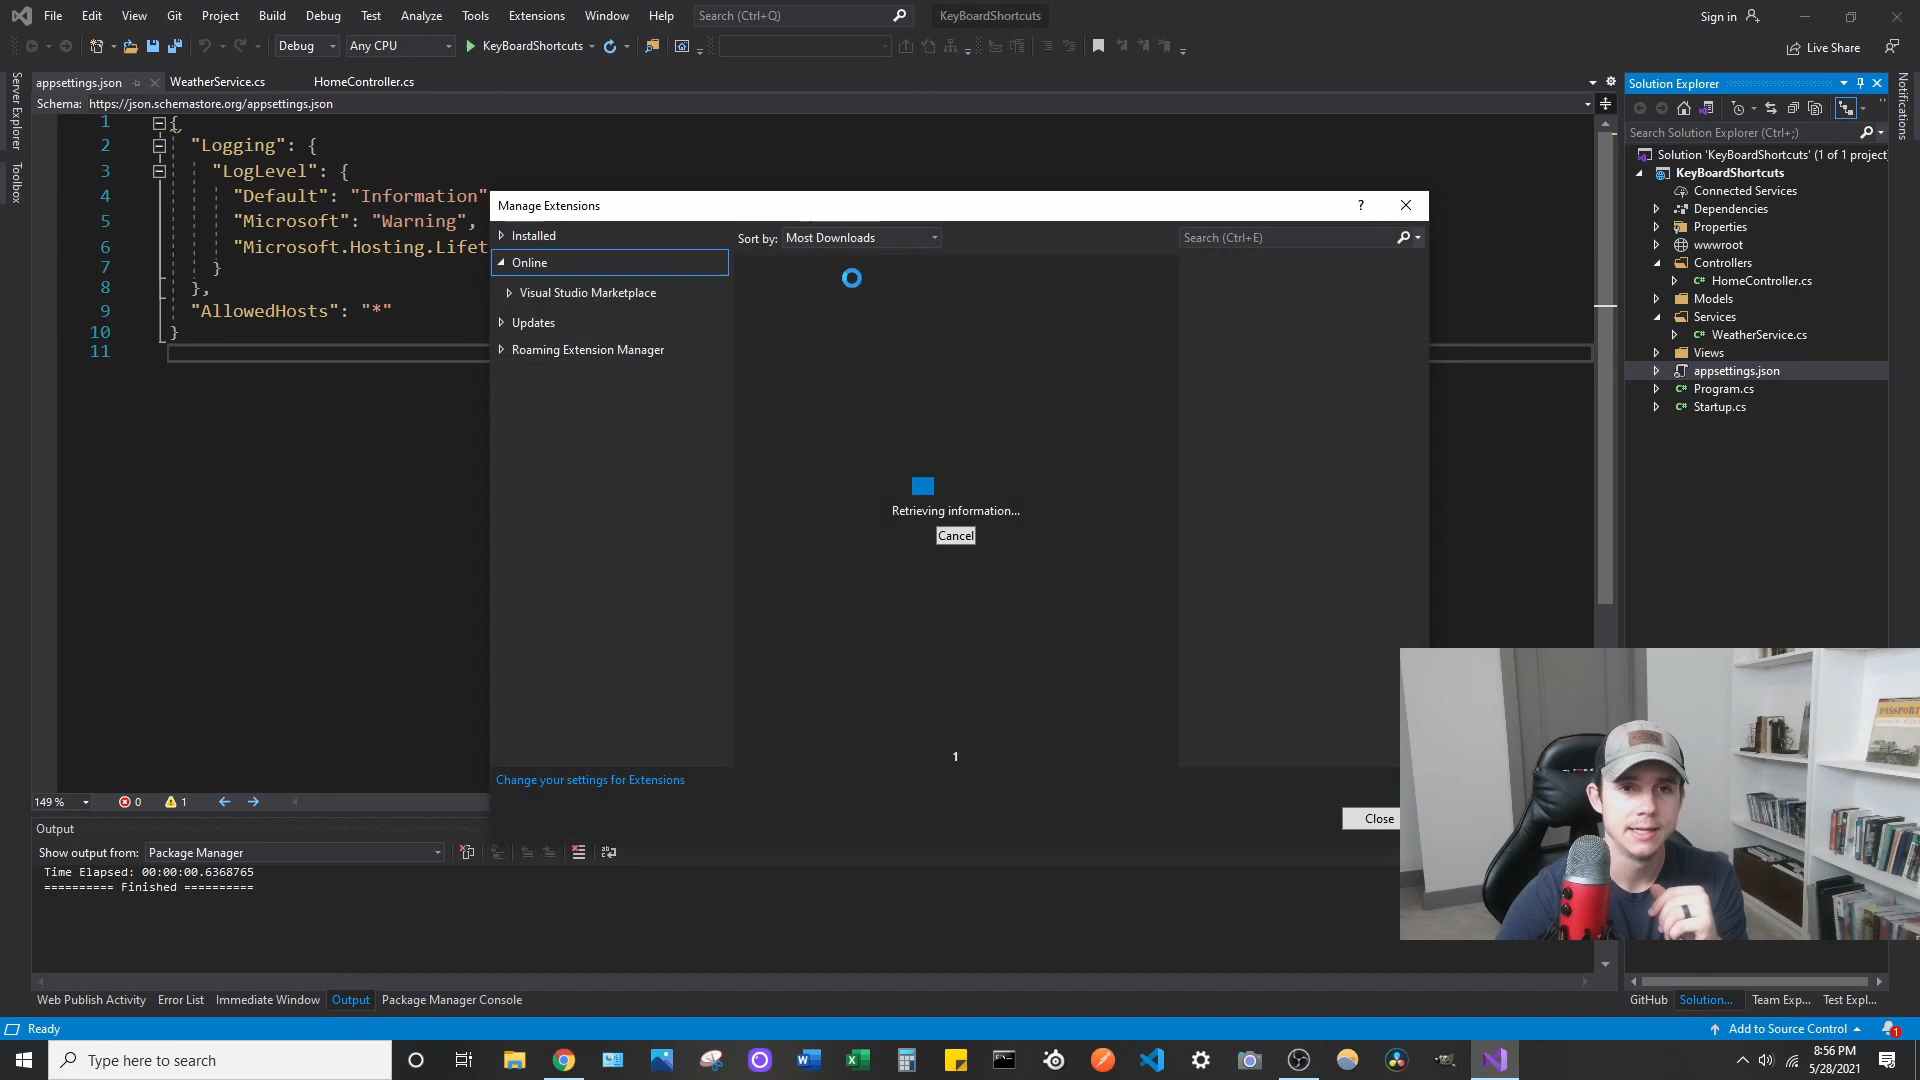 File Edit View Git Project Build Debug Test Analyze Tools Extensions Window Help Search (Ctrl+Q) KeyBoardShortcuts Sign in
Debug Any CPU KeyBoardShortcuts Live Share
Server Explorer
Toolbox
appsettings.json WeatherService.cs HomeController.cs
Schema: https://json.schemastore.org/appsettings.json
1 {
2 "Logging": {
3 "LogLevel": {
4 "Default": "Information"
5 "Microsoft": "Warning",
6 "Microsoft.Hosting.Lifet
7 }
8 },
9 "AllowedHosts": "*"
10 }
11
149 % 0 1
Manage Extensions ?
Installed
Online
Visual Studio Marketplace
Updates
Roaming Extension Manager
Sort by: Most Downloads
Search (Ctrl+E)
Retrieving information...
Cancel
1
Change your settings for Extensions
Close
Output
Show output from: Package Manager
Time Elapsed: 00:00:00.6368765
========== Finished ==========
Web Publish Activity Error List Immediate Window Output Package Manager Console
Solution Explorer
Search Solution Explorer (Ctrl+;)
Solution 'KeyBoardShortcuts' (1 of 1 project
KeyBoardShortcuts
Connected Services
Dependencies
Properties
wwwroot
Controllers
C# HomeController.cs
Models
Services
C# WeatherService.cs
Views
appsettings.json
C# Program.cs
C# Startup.cs
Notifications
PASSPORT
GitHub Solution... Team Exp... Test Expl...
Ready Add to Source Control 1
Type here to search
8:56 PM
5/28/2021